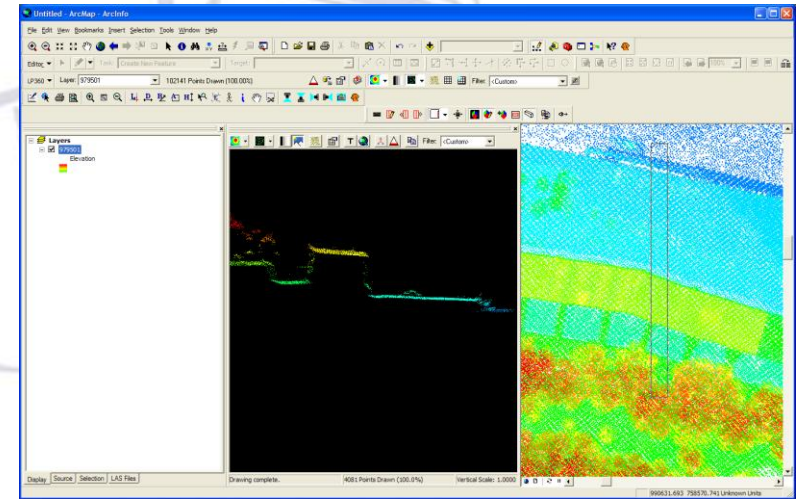 Untitled - ArcMap - ArcInfo
File Edit View Bookmarks Insert Selection Tools Window Help
Editor Task: Create New Feature Target: 100%
LP360 Layer: 979501 102141 Points Drawn (100.00%) Filter: <Custom>
Layers
979501
Elevation
Filter: <Custom>
Display Source Selection LAS Files
Drawing complete. 4081 Points Drawn (100.0%) Vertical Scale: 1.0000
990631.693 758570.741 Unknown Units